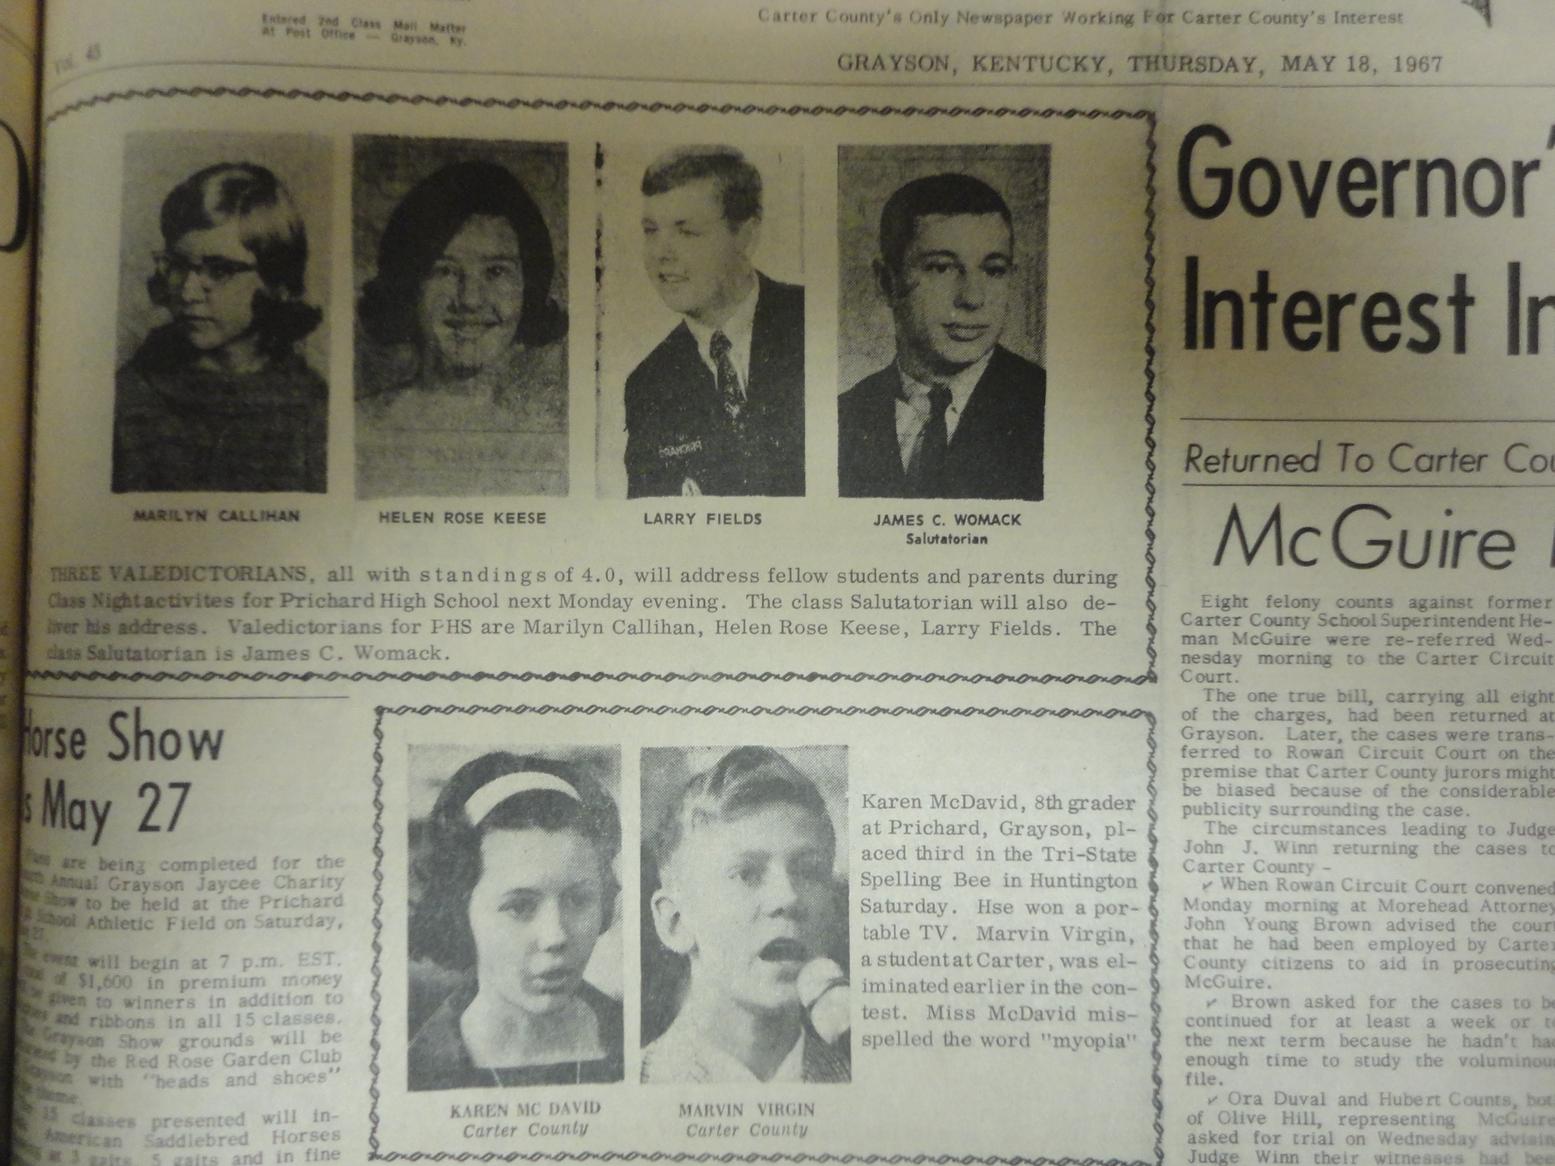 Entered 2nd Class Mail Matter
At Post Office — Grayson, Ky.
Carter County's Only Newspaper Working For Carter County's Interest
VOL. 45
GRAYSON, KENTUCKY, THURSDAY, MAY 18, 1967
MARILYN CALLIHAN
HELEN ROSE KEESE
LARRY FIELDS
JAMES C. WOMACK
Salutatorian
THREE VALEDICTORIANS, all with standings of 4.0, will address fellow students and parents during
Class Night activites for Prichard High School next Monday evening. The class Salutatorian will also de-
liver his address. Valedictorians for PHS are Marilyn Callihan, Helen Rose Keese, Larry Fields. The
class Salutatorian is James C. Womack.
Horse Show
May 27
are being completed for the
Annual Grayson Jaycee Charity
Show to be held at the Prichard
School Athletic Field on Saturday,
27.
event will begin at 7 p.m. EST.
of $1,600 in premium money
given to winners in addition to
and ribbons in all 15 classes.
Grayson Show grounds will be
by the Red Rose Garden Club
Grayson with "heads and shoes"
theme.
15 classes presented will in-
American Saddlebred Horses
at 3 gaits, 5 gaits and in fine
KAREN MC DAVID
Carter County
MARVIN VIRGIN
Carter County
Karen McDavid, 8th grader
at Prichard, Grayson, pl-
aced third in the Tri-State
Spelling Bee in Huntington
Saturday. Hse won a por-
table TV. Marvin Virgin,
a student at Carter, was el-
iminated earlier in the con-
test. Miss McDavid mis-
spelled the word "myopia"
Governor'
Interest In
Returned To Carter Cou
McGuire
Eight felony counts against former
Carter County School Superintendent He-
man McGuire were re-referred Wed-
nesday morning to the Carter Circuit
Court.
The one true bill, carrying all eight
of the charges, had been returned at
Grayson. Later, the cases were trans-
ferred to Rowan Circuit Court on the
premise that Carter County jurors might
be biased because of the considerable
publicity surrounding the case.
The circumstances leading to Judge
John J. Winn returning the cases to
Carter County -
✓ When Rowan Circuit Court convened
Monday morning at Morehead Attorney
John Young Brown advised the court
that he had been employed by Carter
County citizens to aid in prosecuting
McGuire.
✓ Brown asked for the cases to be
continued for at least a week or to
the next term because he hadn't had
enough time to study the voluminous
file.
✓ Ora Duval and Hubert Counts, both
of Olive Hill, representing McGuire
asked for trial on Wednesday advising
Judge Winn their witnesses had been